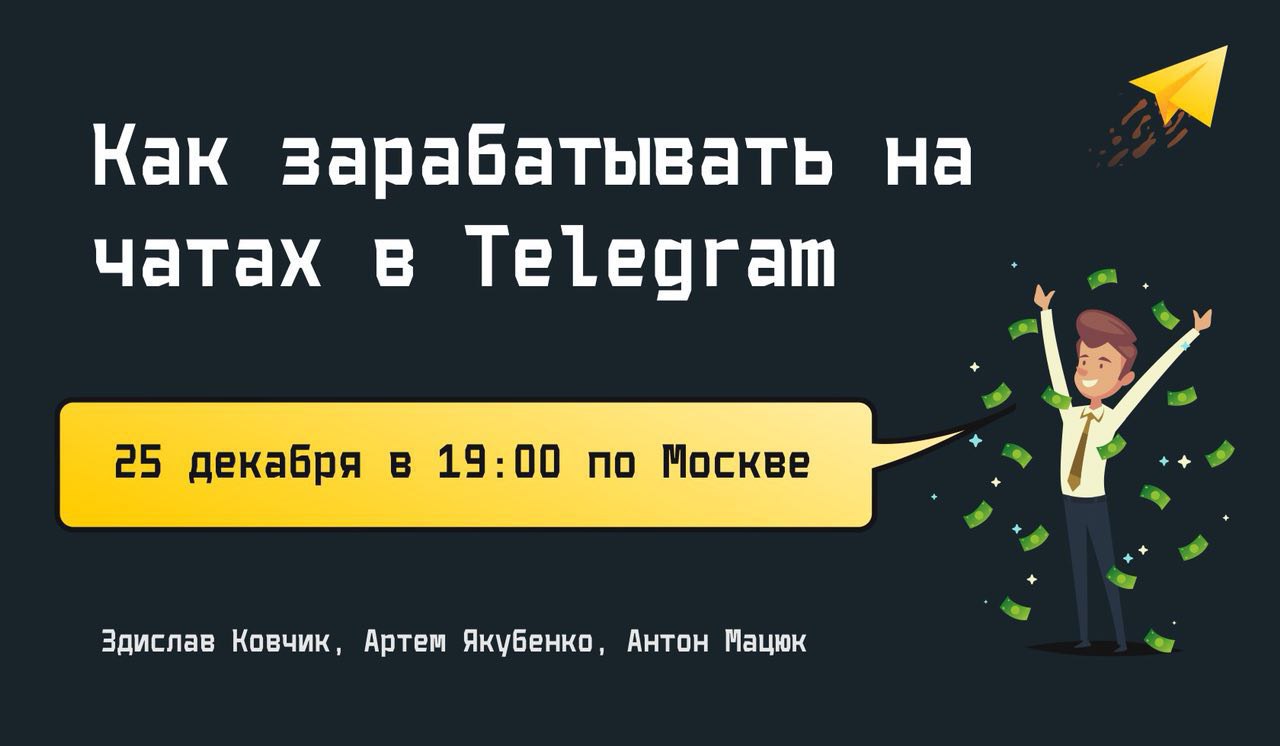 Как зарабатывать на
чатах в Telegram
25 декабря в 19:00 по Москве
Здислав Ковчик, Артем Якубенко, Антон Мацюк